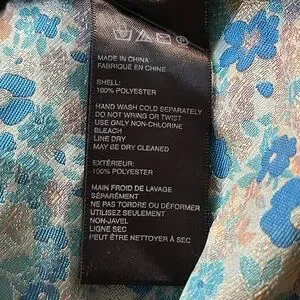 MADE IN CHINA
FABRIQUÉ EN CHINE
SHELL:
100% POLYESTER
HAND WASH COLD SEPARATELY
DO NOT WRING OR TWIST
USE ONLY NON-CHLORINE
BLEACH
LINE DRY
MAY BE DRY CLEANED
EXTÉRIEUR:
100% POLYESTER
MAIN FROID DE LAVAGE
SÉPARÉMENT
NE PAS TORDRE OU DÉFORMER
UTILISEZ SEULEMENT
NON-JAVEL
LIGNE SEC
PEUT ÊTRE NETTOYER À SEC